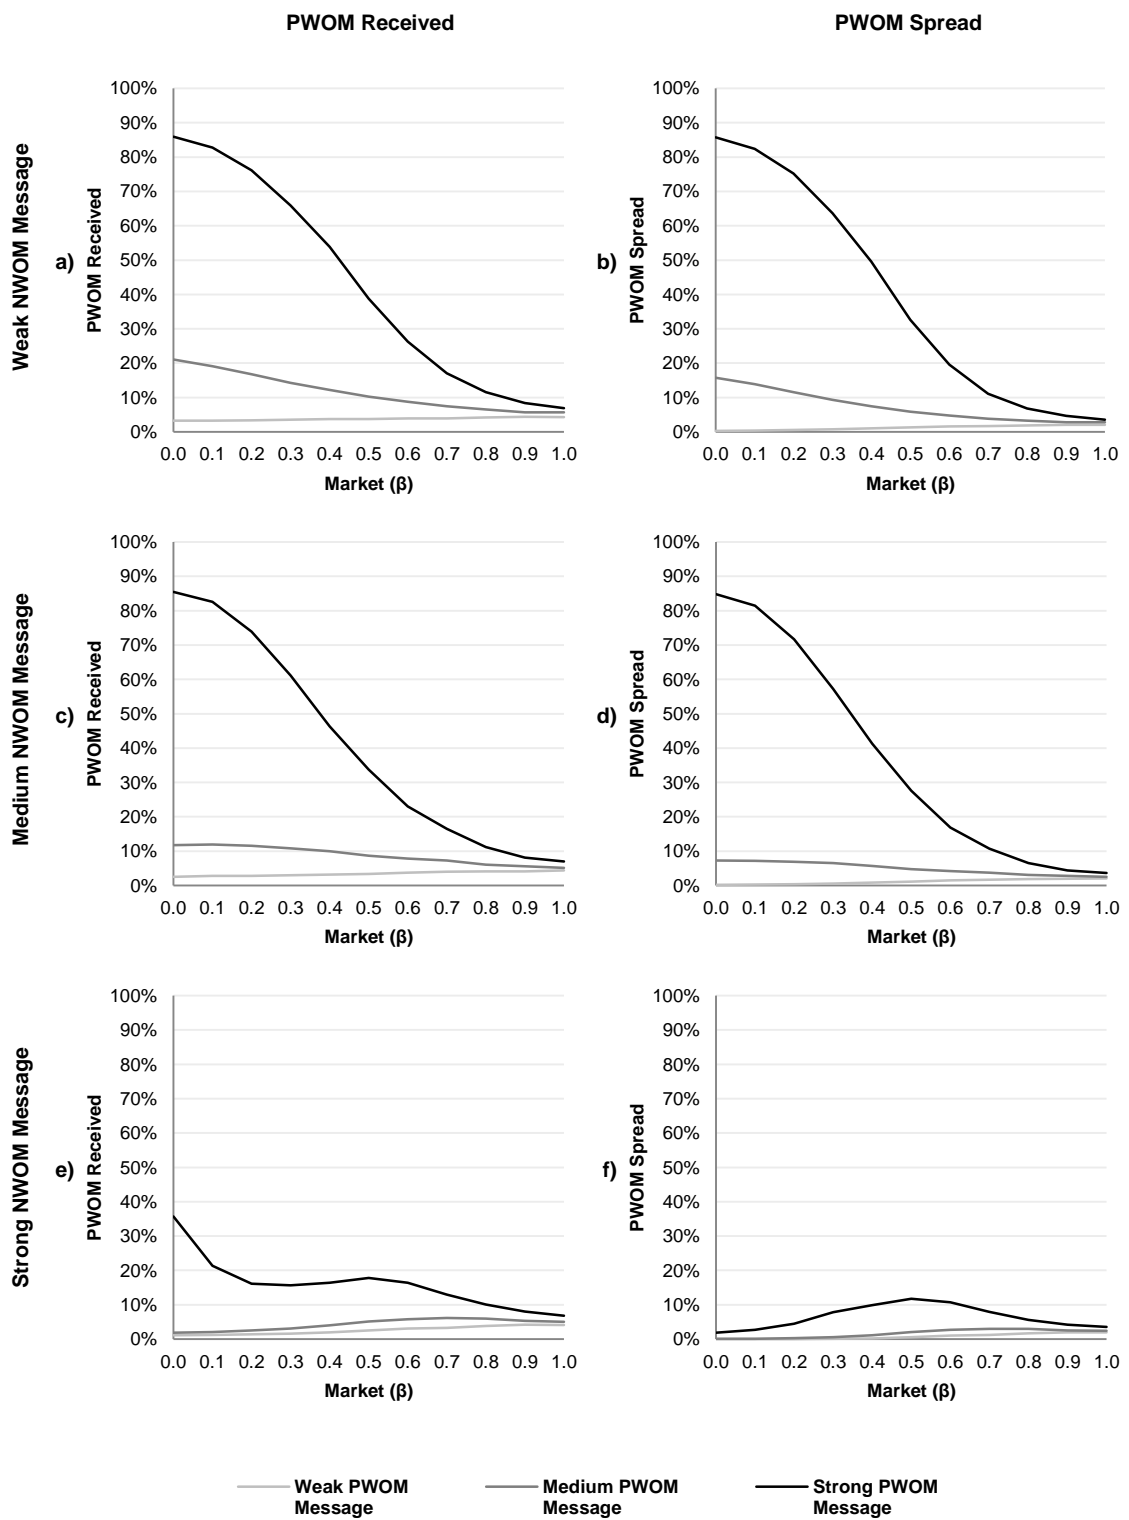 PWOM Received
PWOM Spread
Weak NWOM Message
a)
PWOM Received
100%
90%
80%
70%
60%
50%
40%
30%
20%
10%
0%
0.0 0.1 0.2 0.3 0.4 0.5 0.6 0.7 0.8 0.9 1.0
Market (β)
b)
PWOM Spread
100%
90%
80%
70%
60%
50%
40%
30%
20%
10%
0%
0.0 0.1 0.2 0.3 0.4 0.5 0.6 0.7 0.8 0.9 1.0
Market (β)
Medium NWOM Message
c)
PWOM Received
100%
90%
80%
70%
60%
50%
40%
30%
20%
10%
0%
0.0 0.1 0.2 0.3 0.4 0.5 0.6 0.7 0.8 0.9 1.0
Market (β)
d)
PWOM Spread
100%
90%
80%
70%
60%
50%
40%
30%
20%
10%
0%
0.0 0.1 0.2 0.3 0.4 0.5 0.6 0.7 0.8 0.9 1.0
Market (β)
Strong NWOM Message
e)
PWOM Received
100%
90%
80%
70%
60%
50%
40%
30%
20%
10%
0%
0.0 0.1 0.2 0.3 0.4 0.5 0.6 0.7 0.8 0.9 1.0
Market (β)
f)
PWOM Spread
100%
90%
80%
70%
60%
50%
40%
30%
20%
10%
0%
0.0 0.1 0.2 0.3 0.4 0.5 0.6 0.7 0.8 0.9 1.0
Market (β)
Weak PWOM
Message
Medium PWOM
Message
Strong PWOM
Message